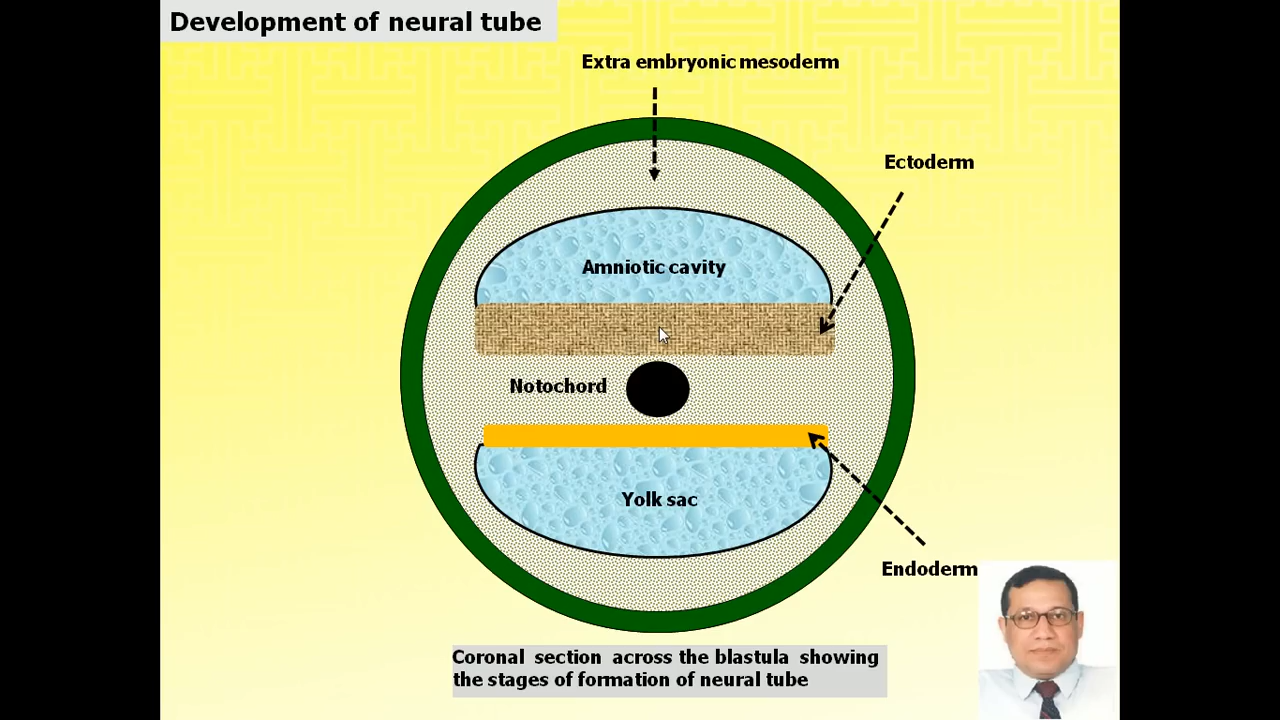 Development of neural tube
Extra embryonic mesoderm
Ectoderm
Amniotic cavity
Notochord
Yolk sac
Endoderm
Coronal section across the blastula showing
the stages of formation of neural tube